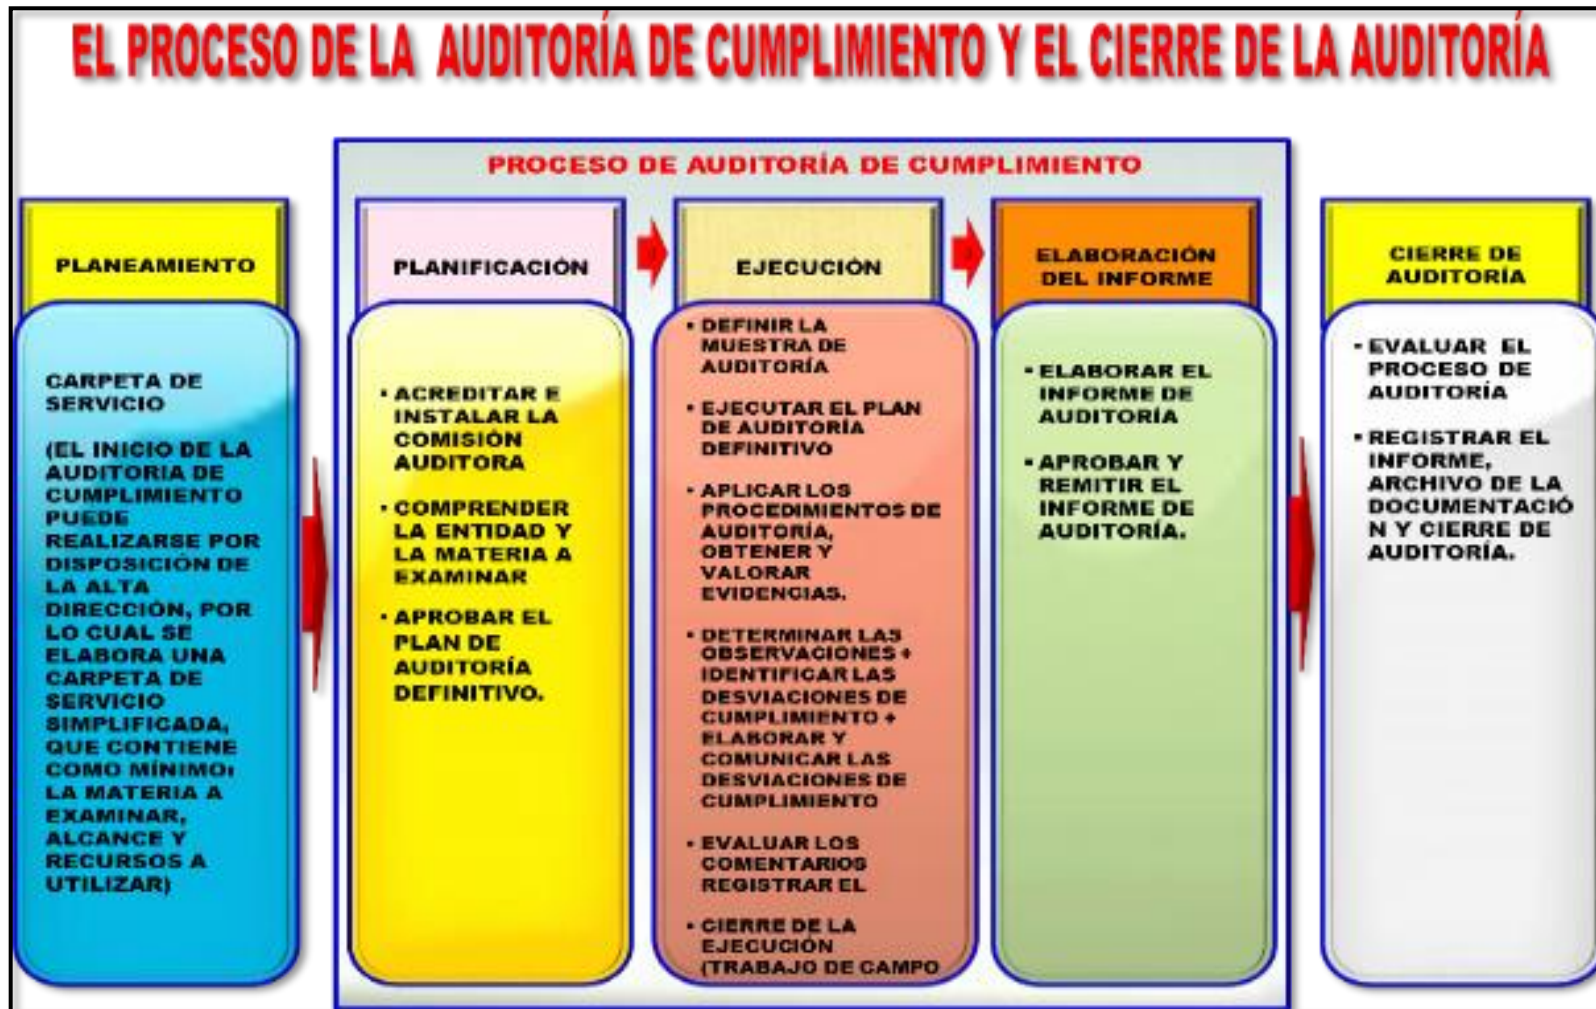 EL PROCESO DE LA AUDITORÍA DE CUMPLIMIENTO Y EL CIERRE DE LA AUDITORÍA
PROCESO DE AUDITORÍA DE CUMPLIMIENTO
PLANEAMIENTO
CARPETA DE
SERVICIO
(EL INICIO DE LA
AUDITORIA DE
CUMPLIMIENTO
PUEDE
REALIZARSE POR
DISPOSICIÓN DE
LA ALTA
DIRECCIÓN, POR
LO CUAL SE
ELABORA UNA
CARPETA DE
SERVICIO
SIMPLIFICADA,
QUE CONTIENE
COMO MÍNIMO:
LA MATERIA A
EXAMINAR,
ALCANCE Y
RECURSOS A
UTILIZAR)
PLANIFICACIÓN
▪ ACREDITAR E
INSTALAR LA
COMISIÓN
AUDITORA
▪ COMPRENDER
LA ENTIDAD Y
LA MATERIA A
EXAMINAR
▪ APROBAR EL
PLAN DE
AUDITORÍA
DEFINITIVO.
EJECUCIÓN
▪ DEFINIR LA
MUESTRA DE
AUDITORÍA
▪ EJECUTAR EL PLAN
DE AUDITORÍA
DEFINITIVO
▪ APLICAR LOS
PROCEDIMIENTOS DE
AUDITORÍA,
OBTENER Y
VALORAR
EVIDENCIAS.
▪ DETERMINAR LAS
OBSERVACIONES +
IDENTIFICAR LAS
DESVIACIONES DE
CUMPLIMIENTO +
ELABORAR Y
COMUNICAR LAS
DESVIACIONES DE
CUMPLIMIENTO
▪ EVALUAR LOS
COMENTARIOS
REGISTRAR EL
▪ CIERRE DE LA
EJECUCIÓN
(TRABAJO DE CAMPO
ELABORACIÓN
DEL INFORME
▪ ELABORAR EL
INFORME DE
AUDITORÍA
▪ APROBAR Y
REMITIR EL
INFORME DE
AUDITORÍA.
CIERRE DE
AUDITORÍA
▪ EVALUAR EL
PROCESO DE
AUDITORÍA
▪ REGISTRAR EL
INFORME,
ARCHIVO DE LA
DOCUMENTACIÓ
N Y CIERRE DE
AUDITORÍA.